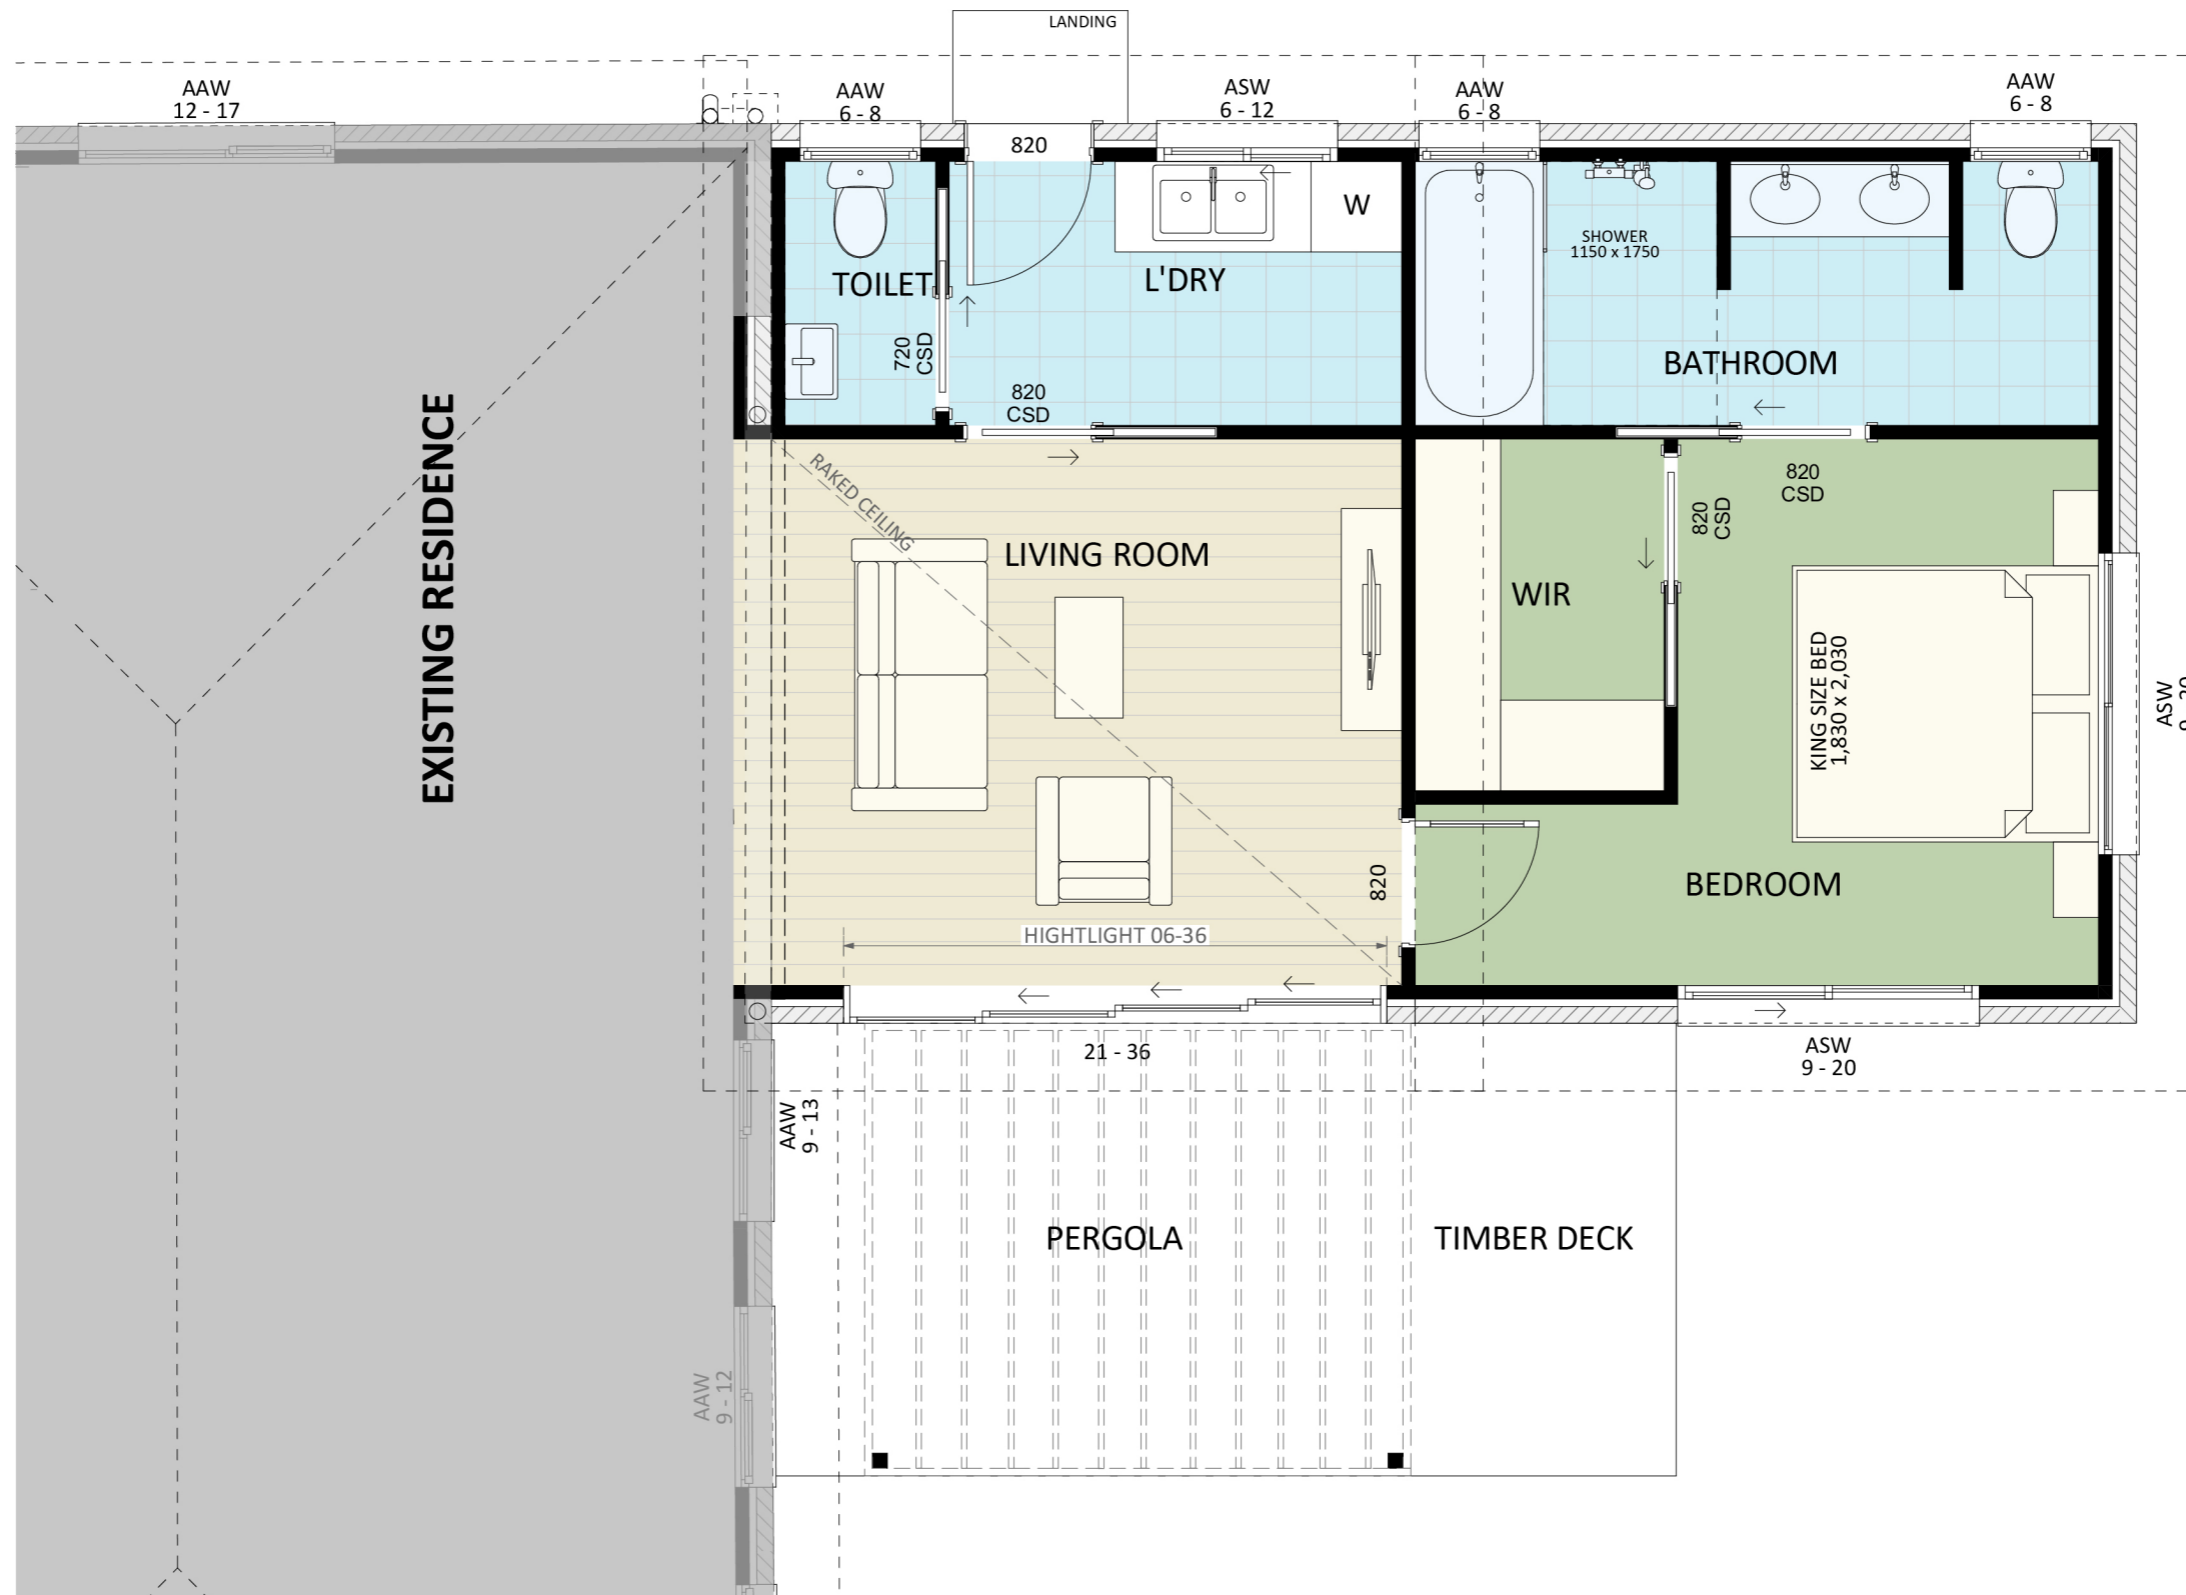 LANDING
AAW
12 - 17
AAW
6 - 8
ASW
6 - 12
AAW
6 - 8
AAW
6 - 8
820
W
SHOWER
1150 x 1750
TOILET
L'DRY
720
CSD
820
CSD
BATHROOM
EXISTING RESIDENCE
RAKED CEILING
LIVING ROOM
820
CSD
820
CSD
WIR
KING SIZE BED
1,830 x 2,030
ASW
820
BEDROOM
HIGHTLIGHT 06-36
21 - 36
ASW
9 - 20
AAW
9 - 13
PERGOLA
TIMBER DECK
AAW
9 - 12